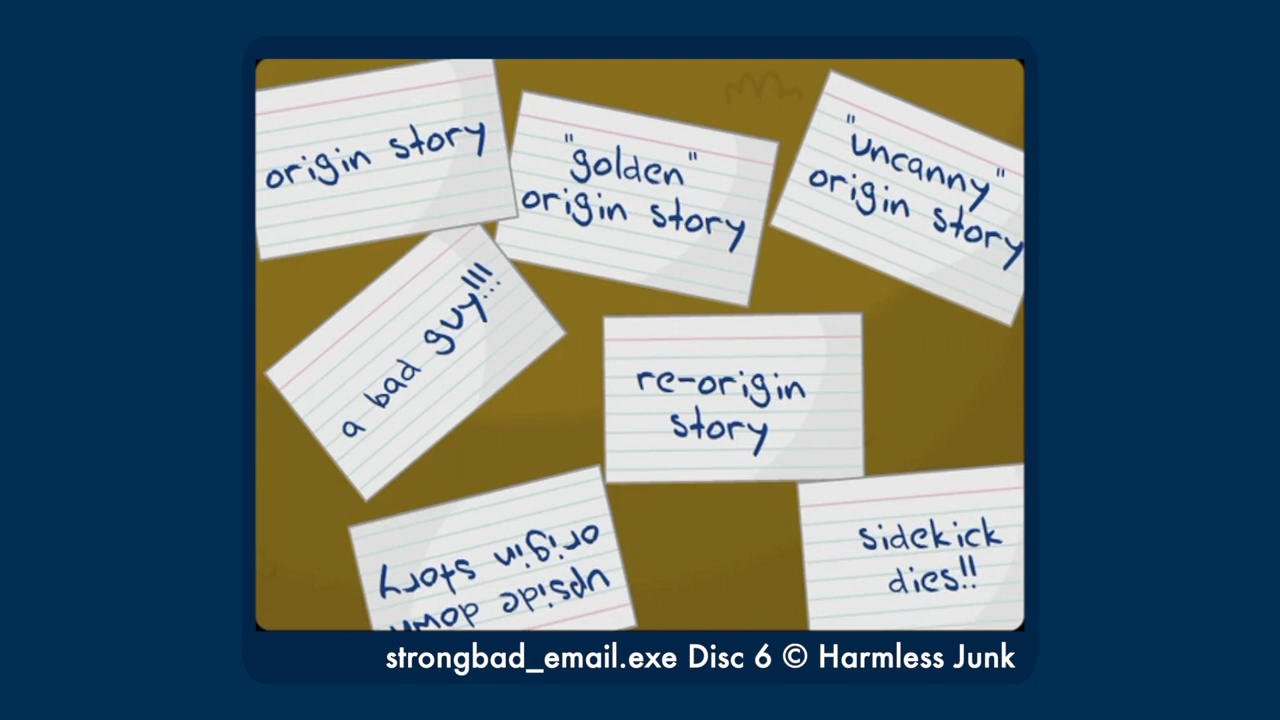 origin story
"golden"
origin story
"uncanny"
origin story
a bad guy!!!
re-origin
story
upside down
origin story
sidekick
dies!!
strongbad_email.exe Disc 6 © Harmless Junk